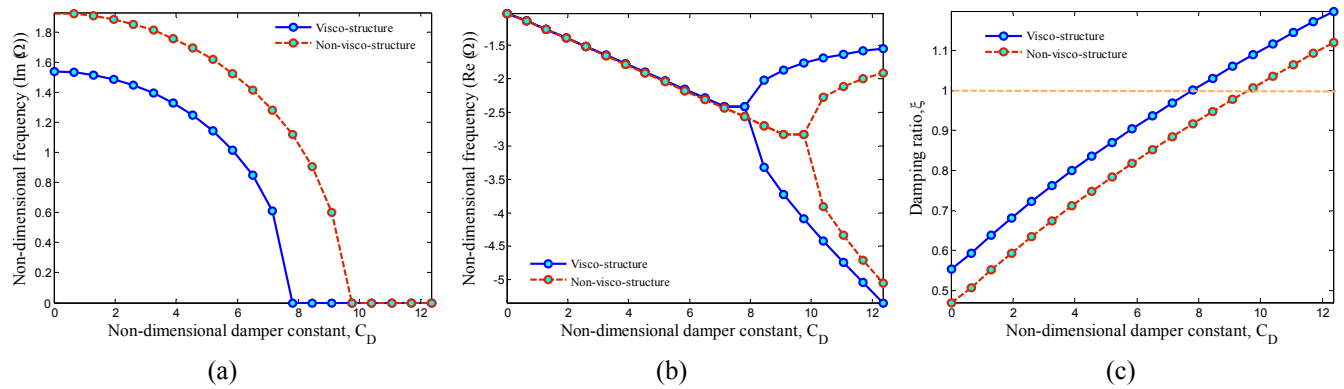 Non-dimensional frequency (Im (Ω))
1.8
1.6
1.4
1.2
1
0.8
0.6
0.4
0.2
0
Visco-structure
Non-visco-structure
0 2 4 6 8 10 12
Non-dimensional damper constant, C_D
(a)
Non-dimensional frequency (Re (Ω))
-1.5
-2
-2.5
-3
-3.5
-4
-4.5
-5
Visco-structure
Non-visco-structure
0 2 4 6 8 10 12
Non-dimensional damper constant, C_D
(b)
Damping ratio, ξ
1.1
1
0.9
0.8
0.7
0.6
0.5
Visco-structure
Non-visco-structure
0 2 4 6 8 10 12
Non-dimensional damper constant, C_D
(c)